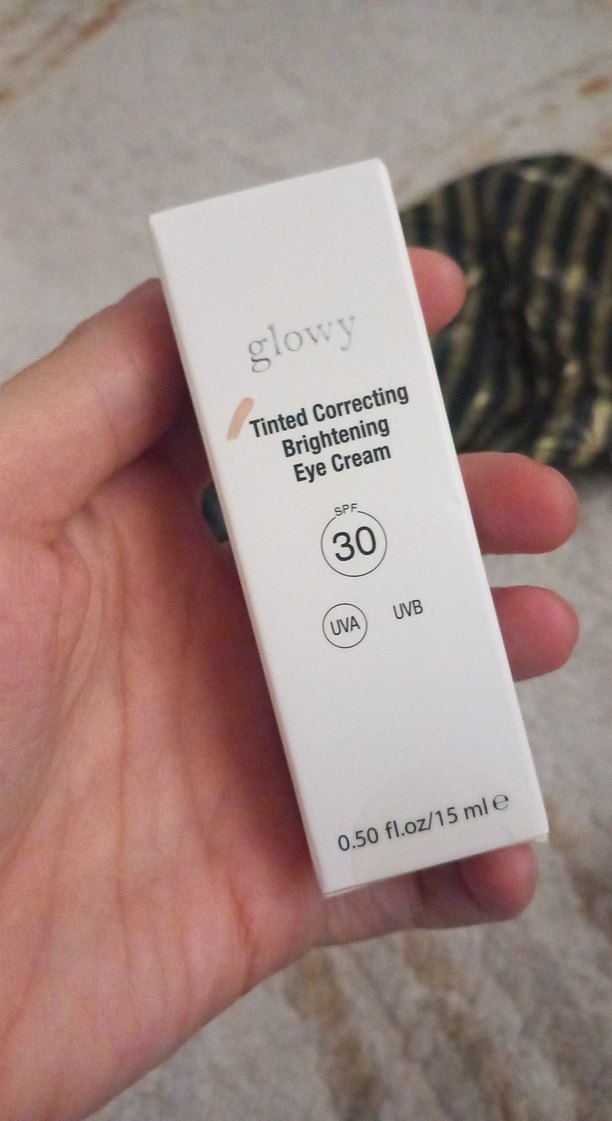 glowy
Tinted Correcting
Brightening
Eye Cream
SPF
30
UVA UVB
0.50 fl.oz/15 ml ℮